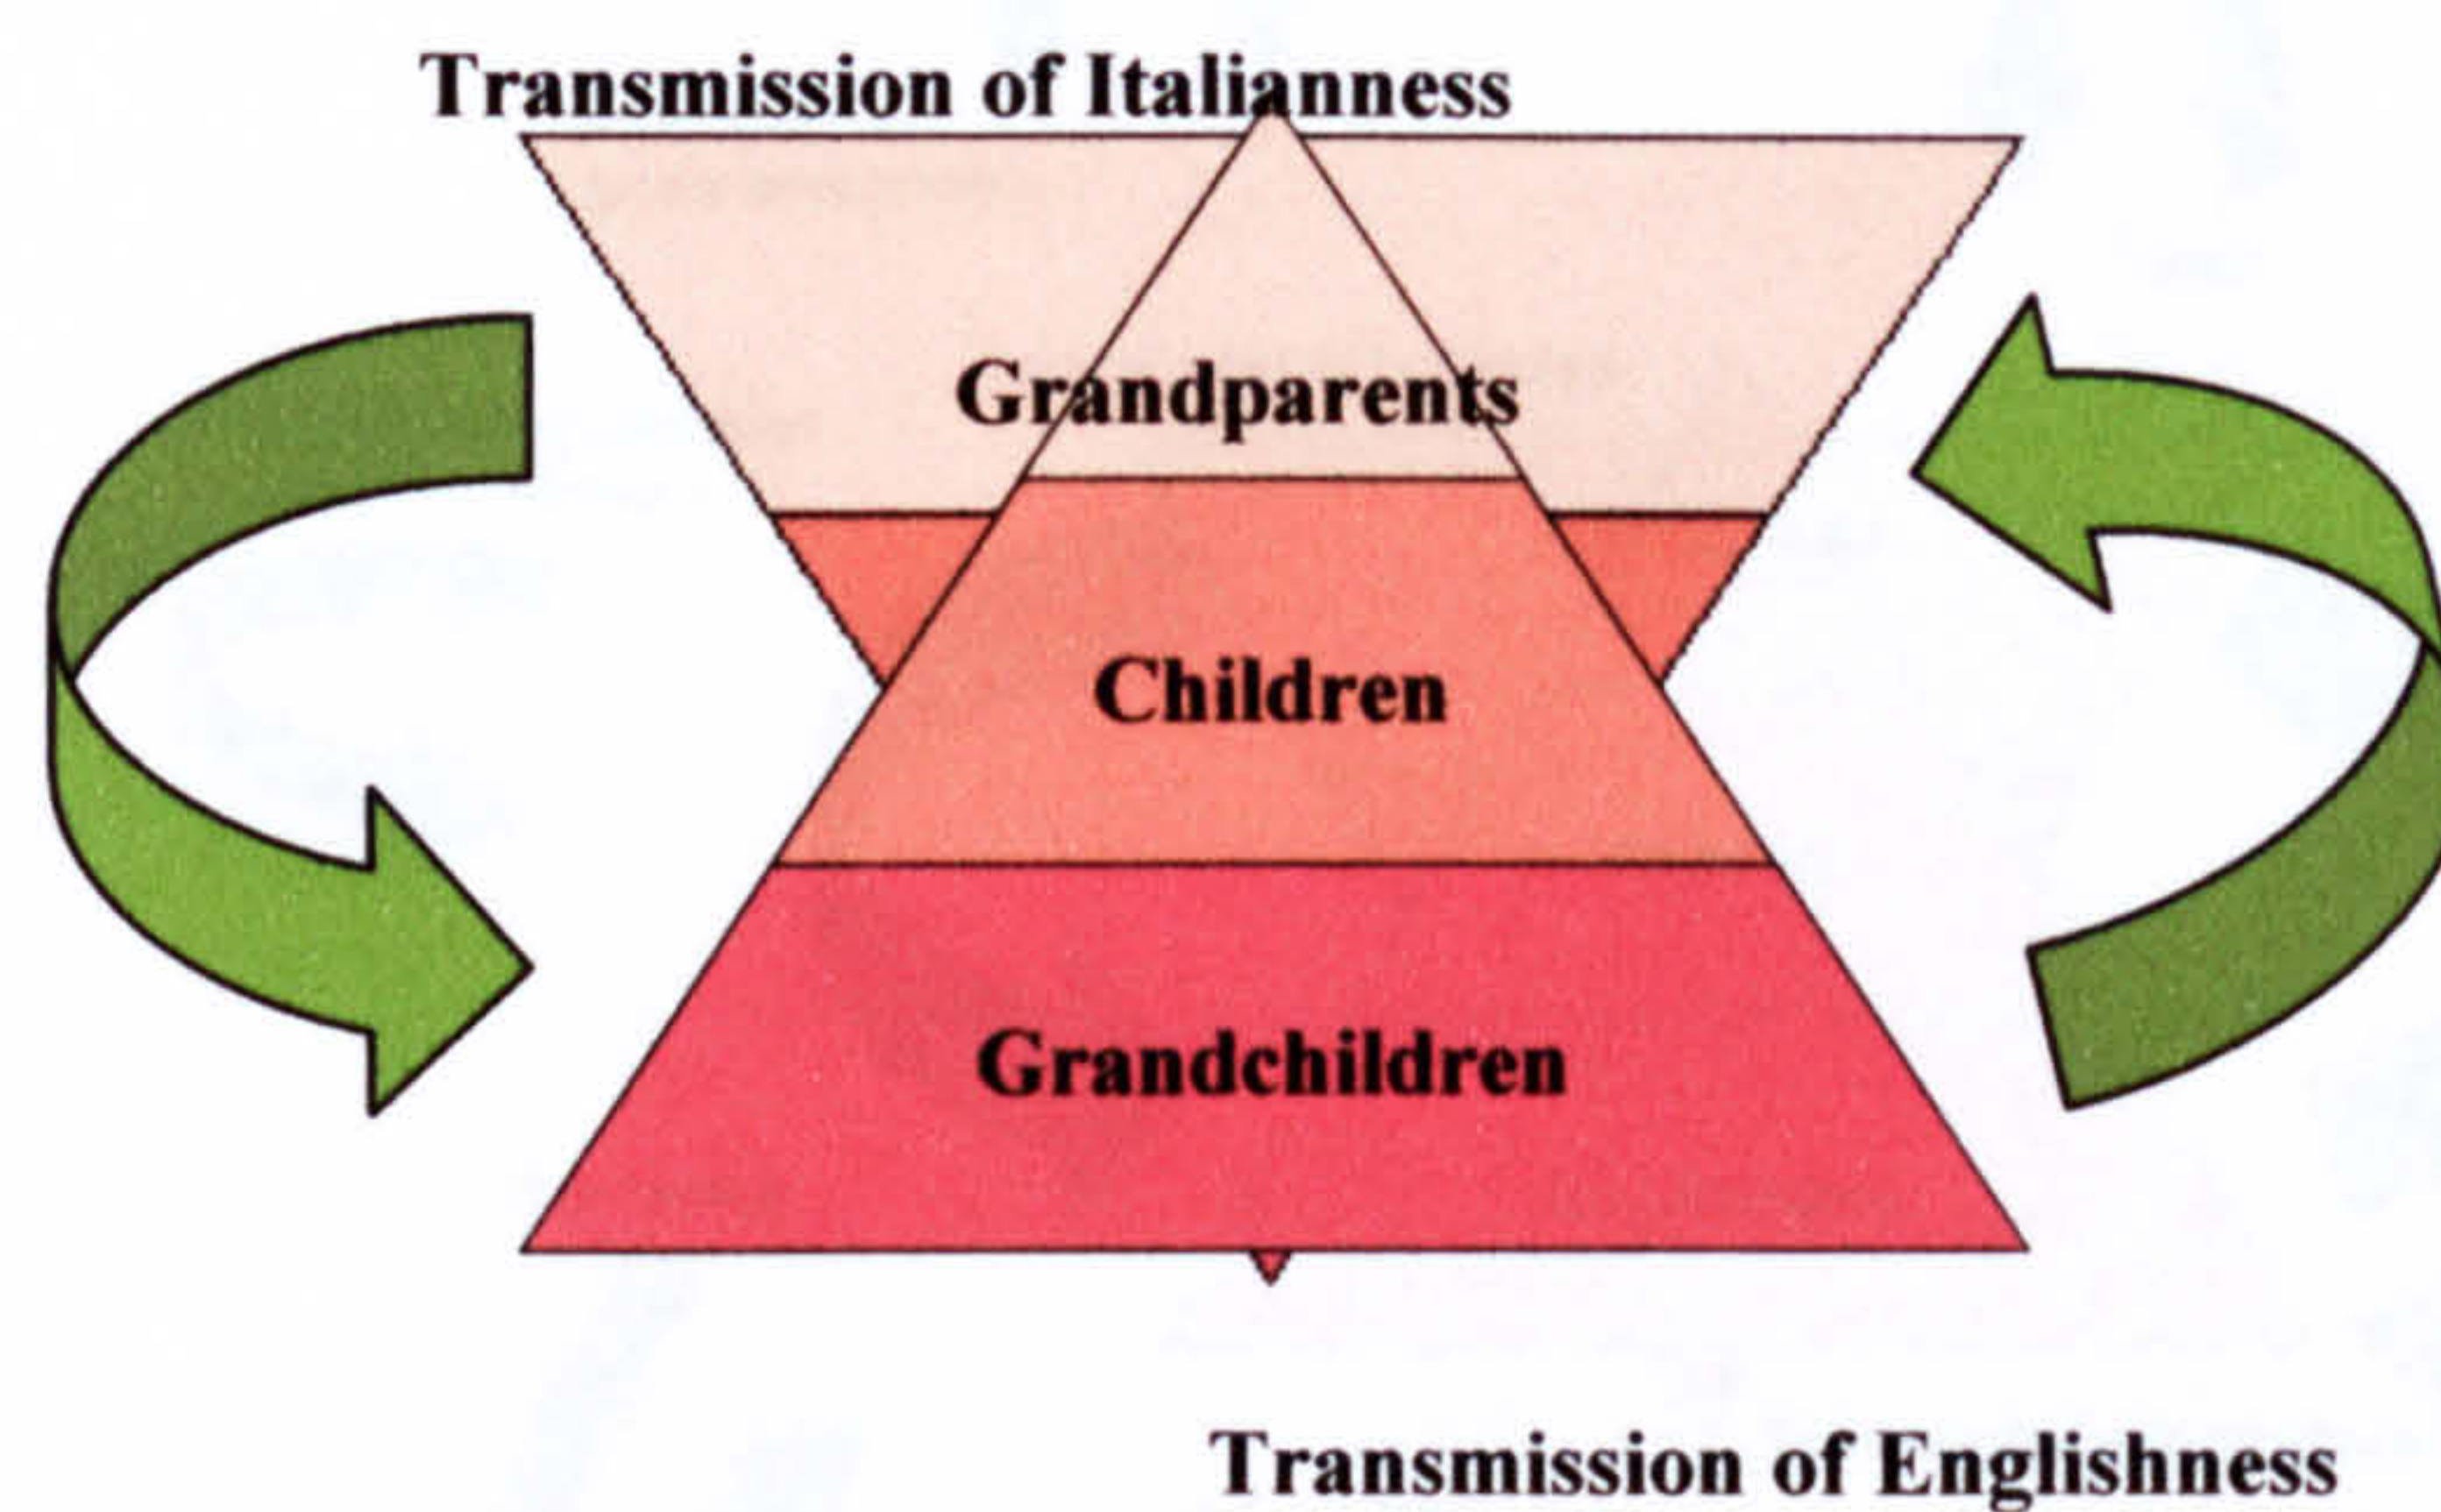 Transmission of Italianness
Grandparents
Children
Grandchildren
Transmission of Englishness